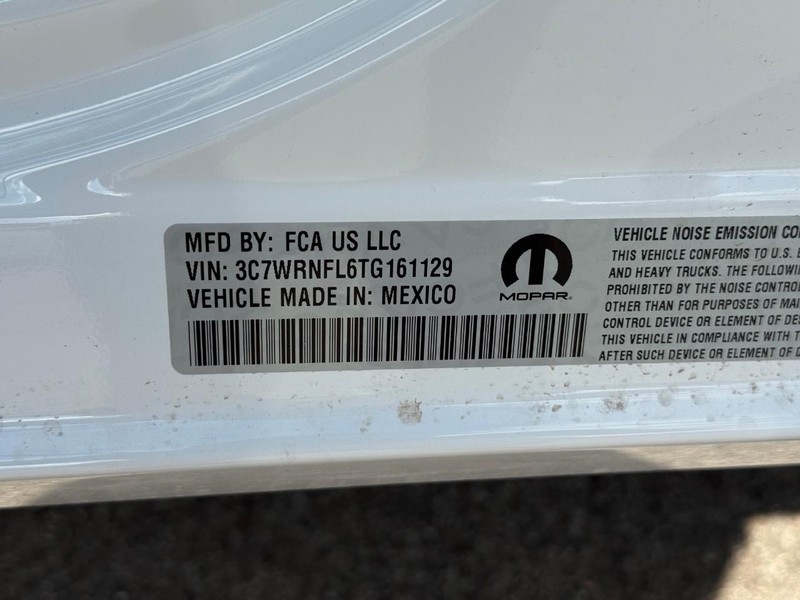 MFD BY: FCA US LLC
VIN: 3C7WRNFL6TG161129
VEHICLE MADE IN: MEXICO
MOPAR
VEHICLE NOISE EMISSION
THIS VEHICLE CONFORMS TO U.S.
AND HEAVY TRUCKS. THE
PROHIBITED BY THE NOISE CONTROL
OTHER THAN FOR PURPOSES OF
CONTROL DEVICE OR ELEMENT OF
THIS VEHICLE IN COMPLIANCE WITH
AFTER SUCH DEVICE OR ELEMENT OF